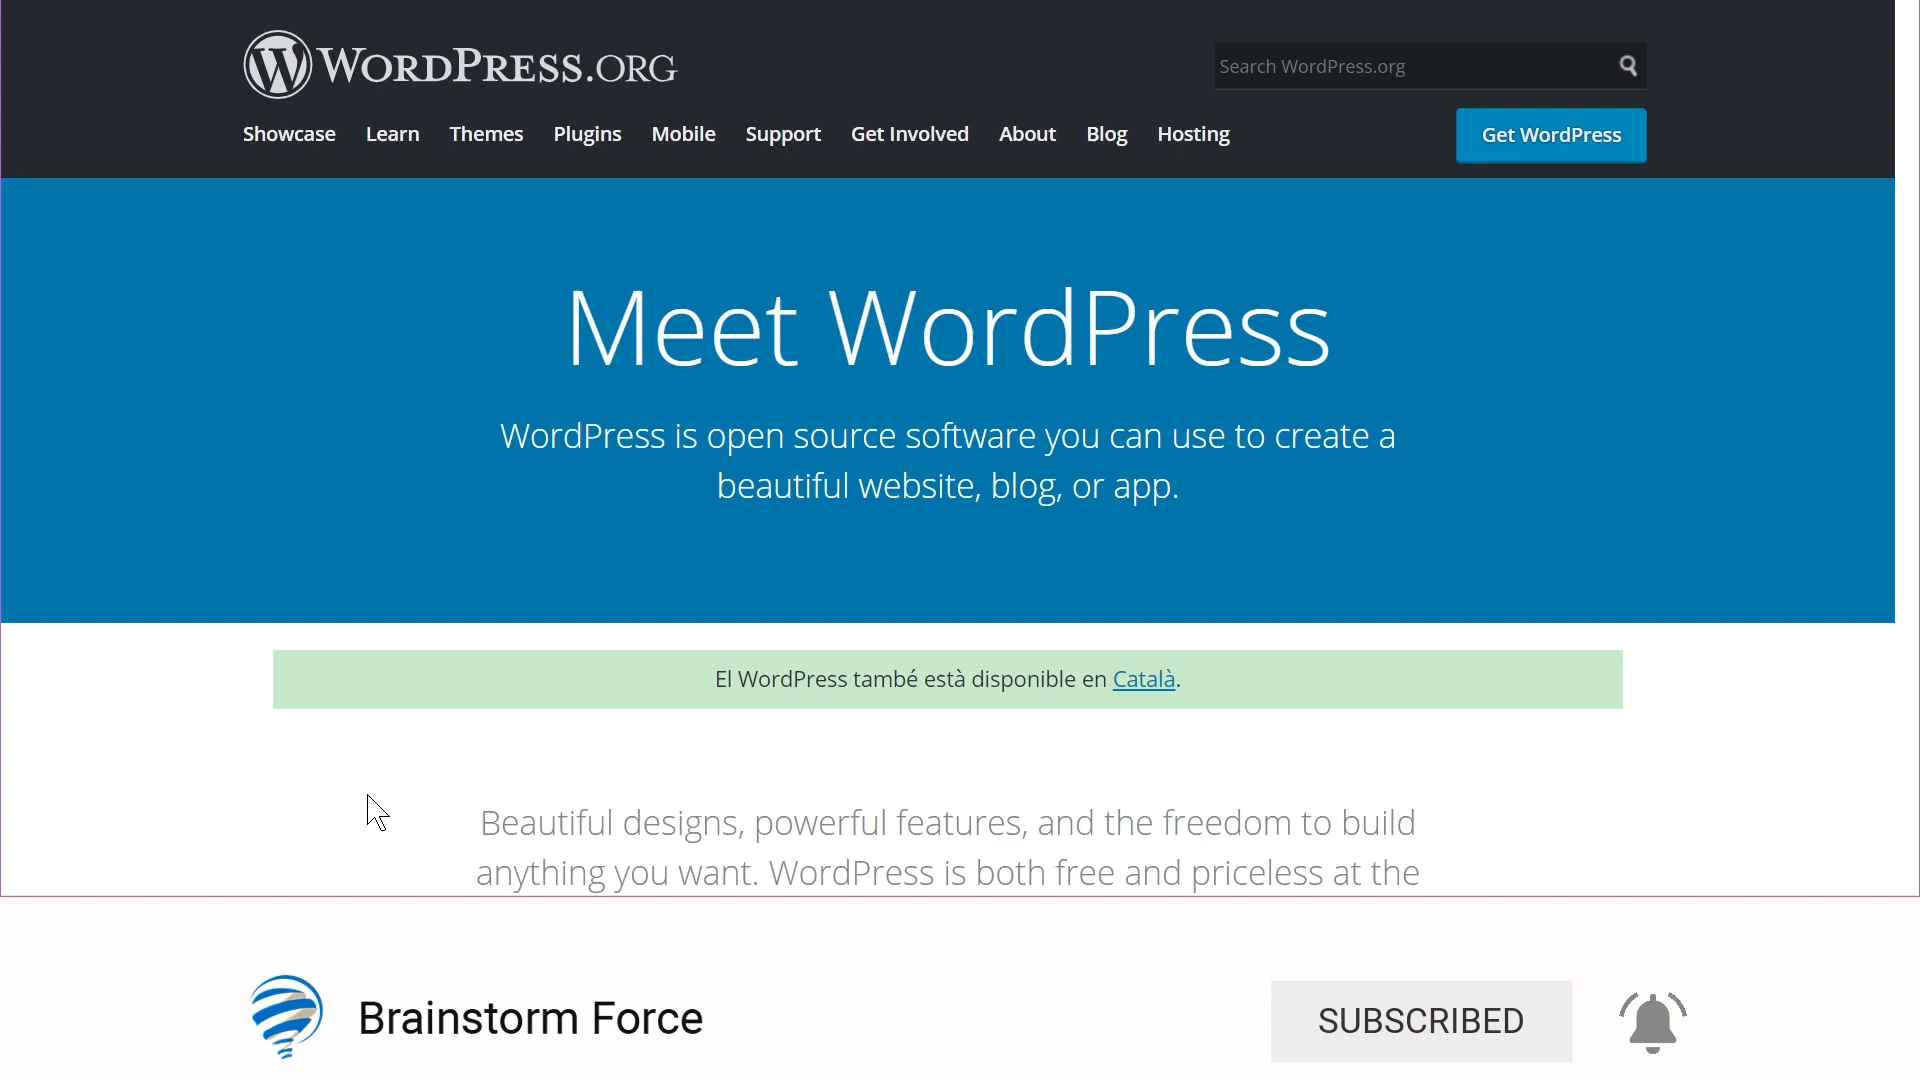 WORDPRESS.ORG
Search WordPress.org
Showcase Learn Themes Plugins Mobile Support Get Involved About Blog Hosting
Get WordPress
Meet WordPress
WordPress is open source software you can use to create a
beautiful website, blog, or app.
El WordPress també està disponible en Català.
Beautiful designs, powerful features, and the freedom to build
anything you want. WordPress is both free and priceless at the
Brainstorm Force
SUBSCRIBED